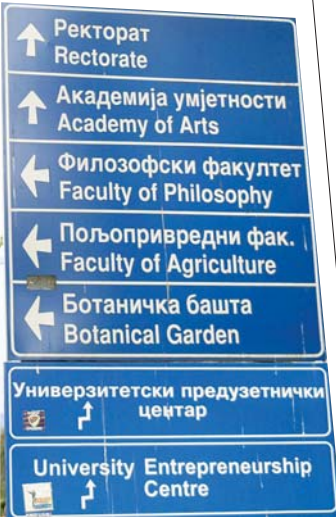 Ректорат
Rectorate
Академија умјетности
Academy of Arts
Филозофски факултет
Faculty of Philosophy
Пољопривредни фак.
Faculty of Agriculture
Ботаничка башта
Botanical Garden
Универзитетски предузетнички
центар
University Entrepreneurship
Centre